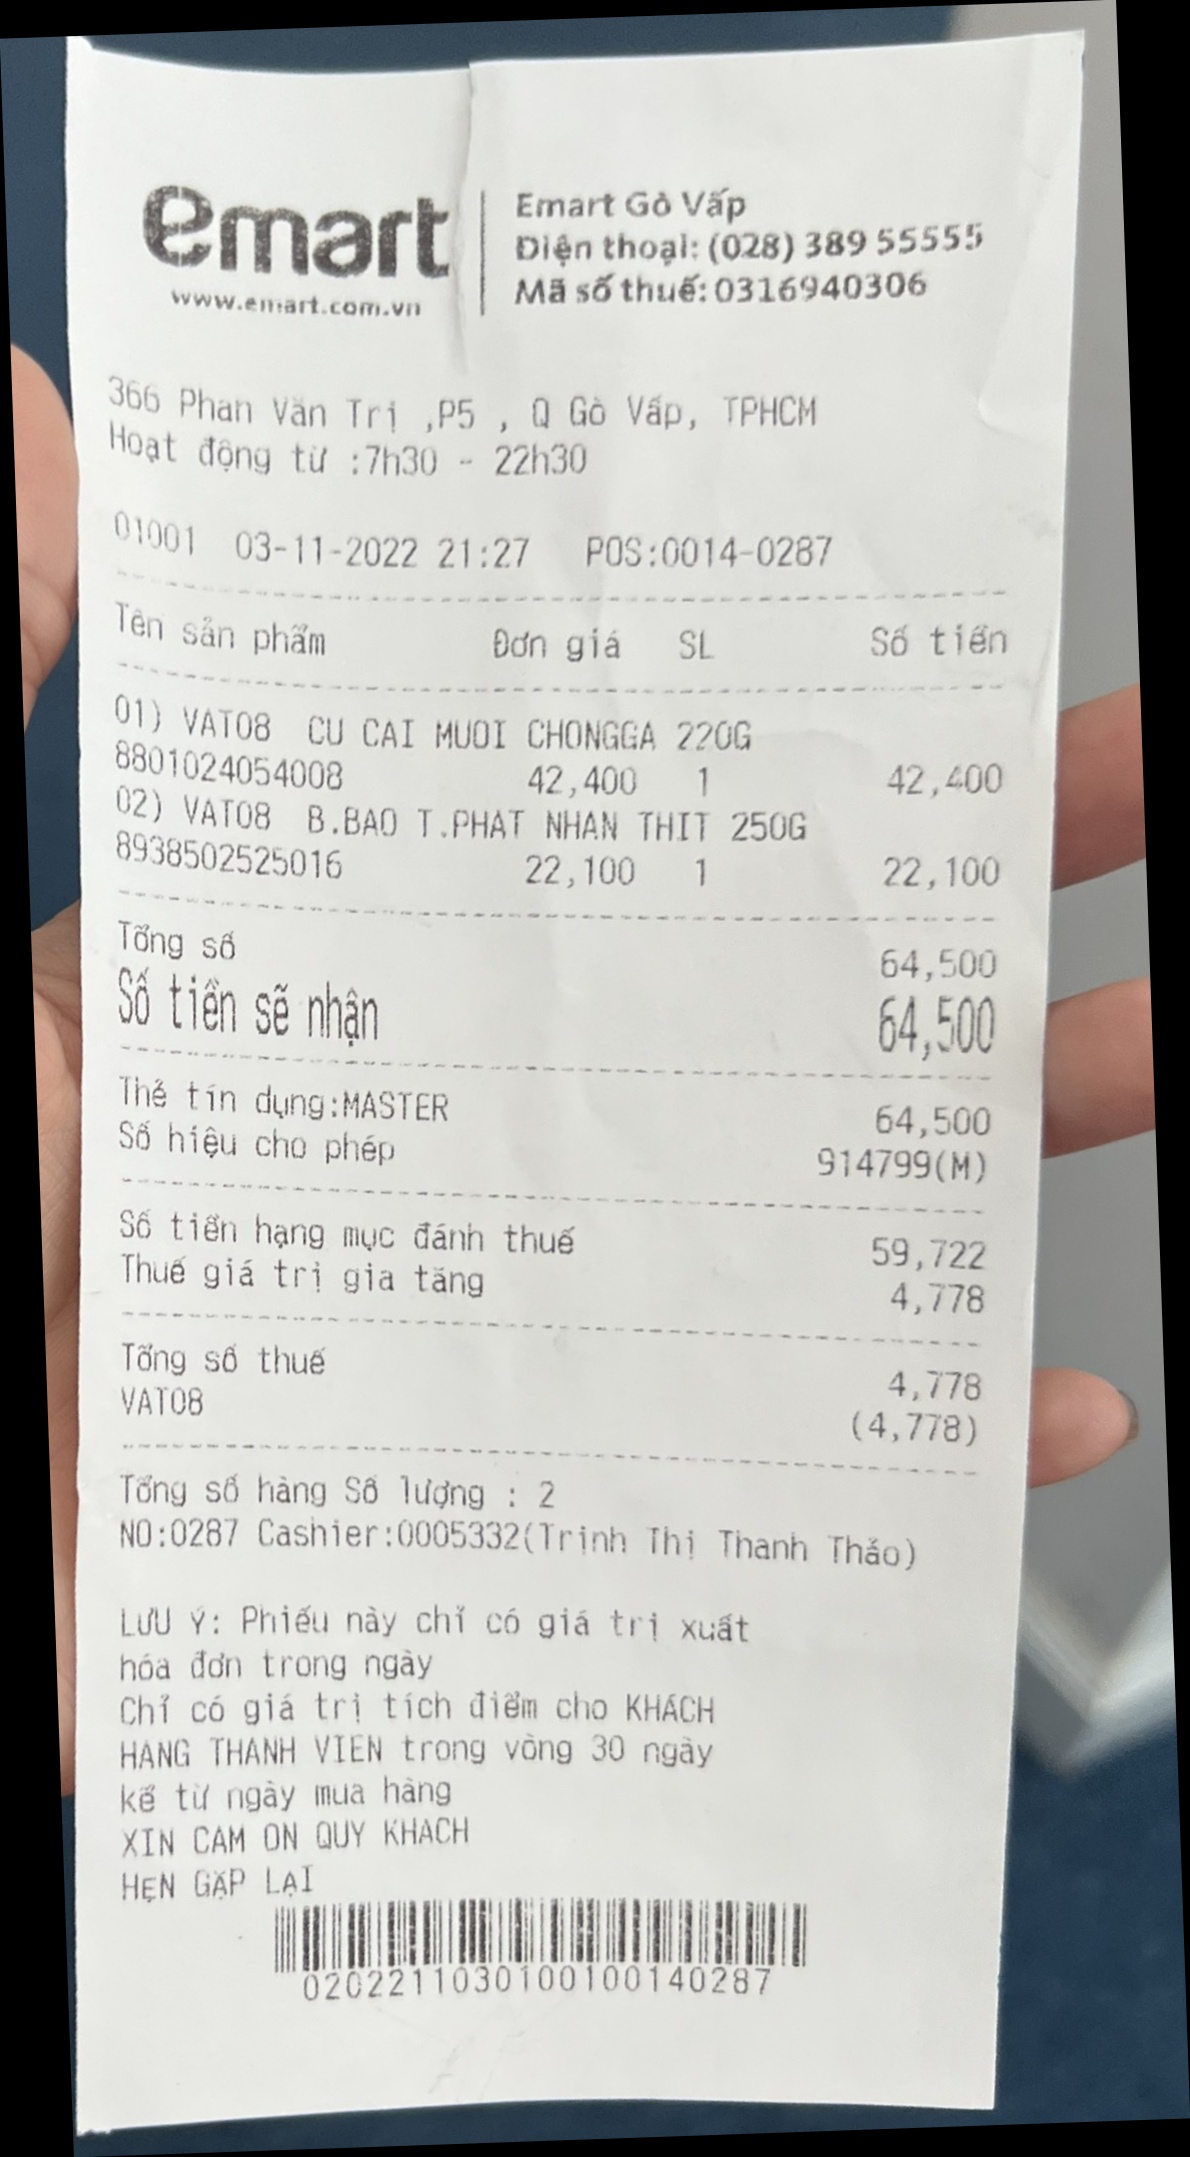 emart
www.emart.com.vn
Emart Gò Vấp
Điện thoại: (028) 389 55555
Mã số thuế: 0316940306
366 Phan Văn Trị ,P5 , Q Gò Vấp, TPHCM
Hoạt động từ :7h30 - 22h30
01001 03-11-2022 21:27 POS:0014-0287
Tên sản phẩm Đơn giá SL Số tiền
01) VAT08 CU CAI MUOI CHONGGA 220G
8801024054008 42,400 1 42,400
02) VAT08 B.BAO T.PHAT NHAN THIT 250G
8938502525016 22,100 1 22,100
Tổng số 64,500
Số tiền sẽ nhận 64,500
Thẻ tín dụng:MASTER 64,500
Số hiệu cho phép 914799(M)
Số tiền hạng mục đánh thuế 59,722
Thuế giá trị gia tăng 4,778
Tổng số thuế 4,778
VAT08 (4,778)
Tổng số hàng Số lượng : 2
NO:0287 Cashier:0005332(Trinh Thị Thanh Thảo)
LƯU Ý: Phiếu này chỉ có giá trị xuất
hóa đơn trong ngày
Chỉ có giá trị tích điểm cho KHÁCH
HANG THANH VIEN trong vòng 30 ngày
kể từ ngày mua hàng
XIN CAM ON QUY KHACH
HẸN GẶP LẠI
0202211030100100140287